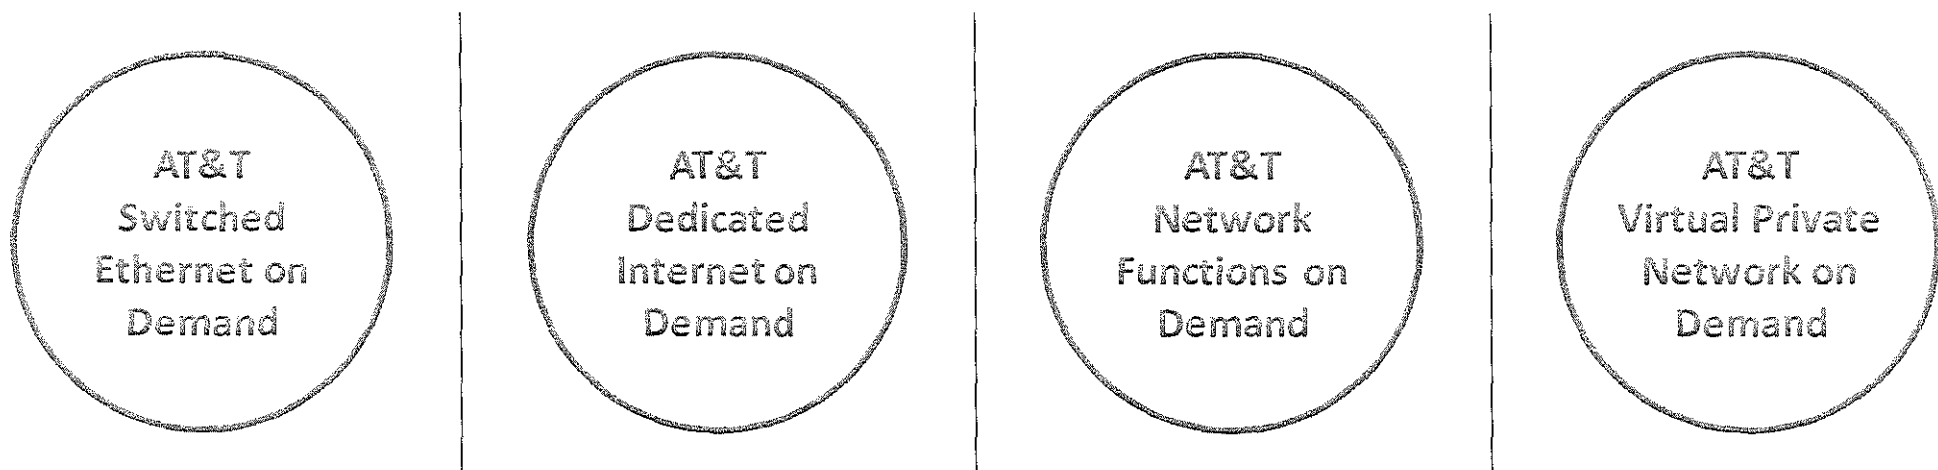 AT&T
Switched
Ethernet on
Demand
AT&T
Dedicated
Internet on
Demand
AT&T
Network
Functions on
Demand
AT&T
Virtual Private
Network on
Demand